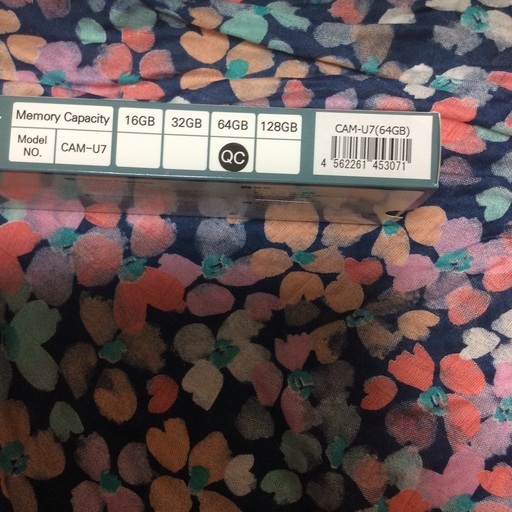 Memory Capacity 16GB 32GB 64GB 128GB
Model NO. CAM-U7 QC
CAM-U7(64GB)
4 562261 453071